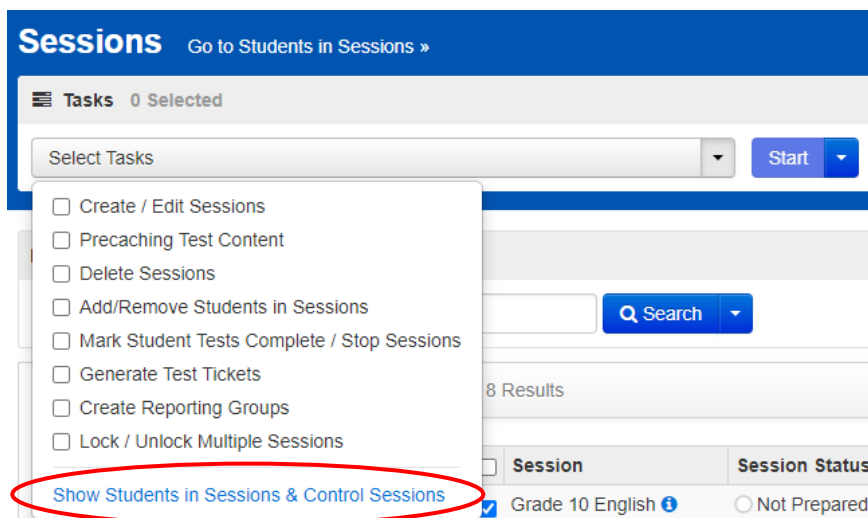 Sessions Go to Students in Sessions »
Tasks 0 Selected
Select Tasks
Start
Create / Edit Sessions
Precaching Test Content
Delete Sessions
Add/Remove Students in Sessions
Search
Mark Student Tests Complete / Stop Sessions
Generate Test Tickets
8 Results
Create Reporting Groups
Lock / Unlock Multiple Sessions
Session Session Status
Show Students in Sessions & Control Sessions
Grade 10 English Not Prepared